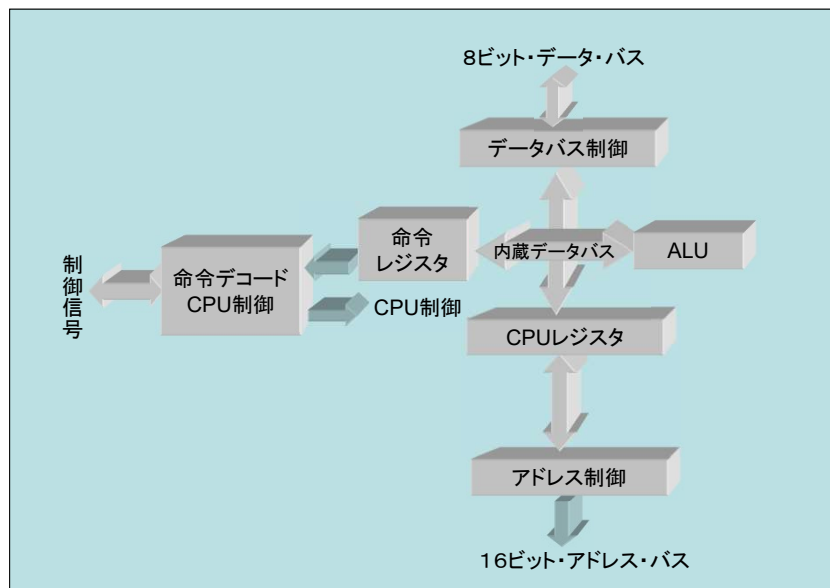 8ビット・データ・バス
データバス制御
命令
レジスタ
内蔵データバス
ALU
制御信号
命令デコード
CPU制御
CPU制御
CPUレジスタ
アドレス制御
16ビット・アドレス・バス